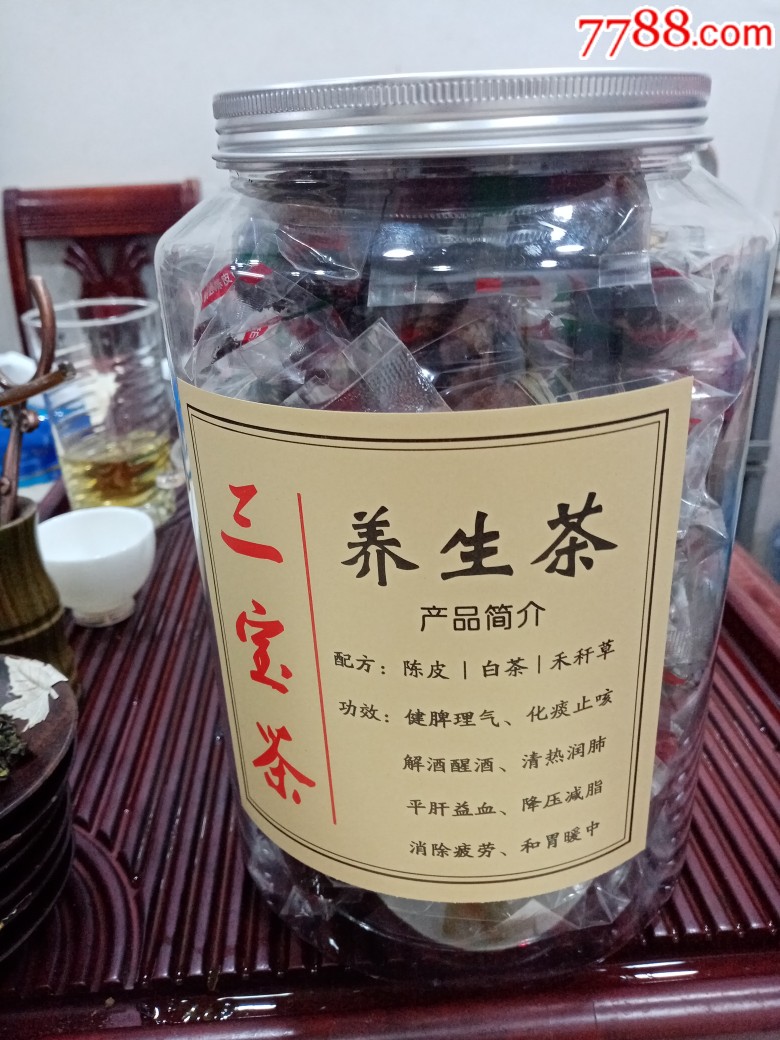 7788.com
三宝茶
养生茶
产品简介
配方：陈皮｜白茶｜禾秆草
功效：健脾理气、化痰止咳
解酒醒酒、清热润肺
平肝益血、降压减脂
消除疲劳、和胃暖中